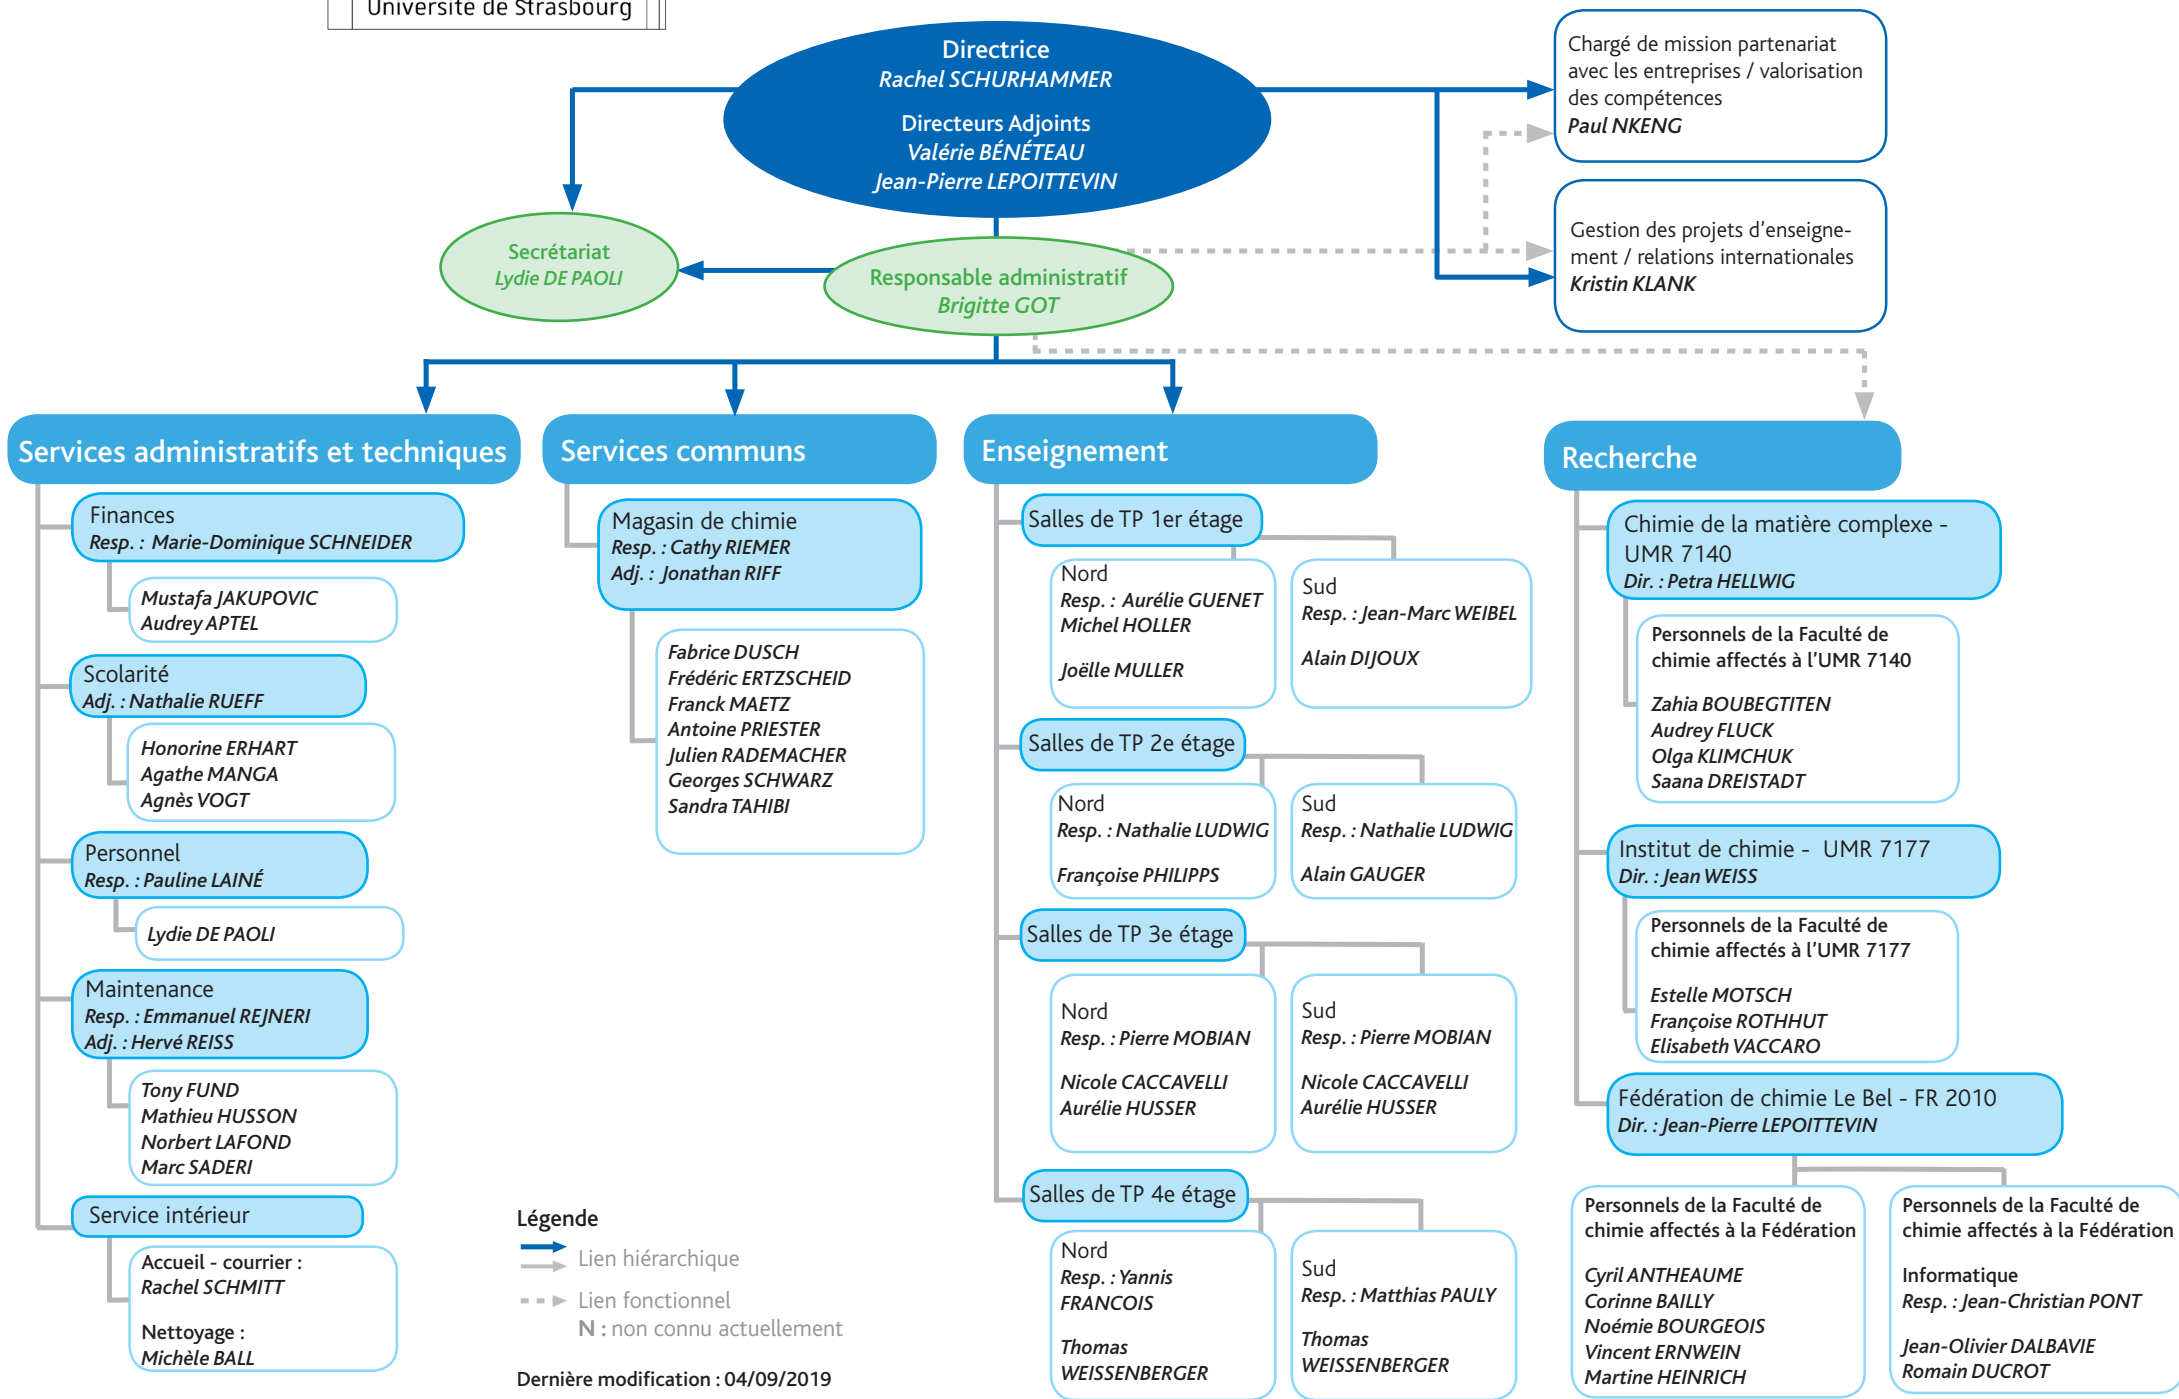 Université de Strasbourg
Directrice
Rachel SCHURHAMMER
Directeurs Adjoints
Valérie BÉNÉTEAU
Jean-Pierre LEPOITTEVIN
Chargé de mission partenariat
avec les entreprises / valorisation
des compétences
Paul NKENG
Gestion des projets d'enseigne-
ment / relations internationales
Kristin KLANK
Secrétariat
Lydie DE PAOLI
Responsable administratif
Brigitte GOT
Services administratifs et techniques
Finances
Resp. : Marie-Dominique SCHNEIDER
Mustafa JAKUPOVIC
Audrey APTEL
Scolarité
Adj. : Nathalie RUEFF
Honorine ERHART
Agathe MANGA
Agnès VOGT
Personnel
Resp. : Pauline LAINÉ
Lydie DE PAOLI
Maintenance
Resp. : Emmanuel REJNERI
Adj. : Hervé REISS
Tony FUND
Mathieu HUSSON
Norbert LAFOND
Marc SADERI
Service intérieur
Accueil - courrier :
Rachel SCHMITT
Nettoyage :
Michèle BALL
Services communs
Magasin de chimie
Resp. : Cathy RIEMER
Adj. : Jonathan RIFF
Fabrice DUSCH
Frédéric ERTZSCHEID
Franck MAETZ
Antoine PRIESTER
Julien RADEMACHER
Georges SCHWARZ
Sandra TAHIBI
Légende
Lien hiérarchique
Lien fonctionnel
N : non connu actuellement
Dernière modification : 04/09/2019
Enseignement
Salles de TP 1er étage
Nord
Resp. : Aurélie GUENET
Michel HOLLER
Joëlle MULLER
Sud
Resp. : Jean-Marc WEIBEL
Alain DIJOUX
Salles de TP 2e étage
Nord
Resp. : Nathalie LUDWIG
Françoise PHILIPPS
Sud
Resp. : Nathalie LUDWIG
Alain GAUGER
Salles de TP 3e étage
Nord
Resp. : Pierre MOBIAN
Nicole CACCAVELLI
Aurélie HUSSER
Sud
Resp. : Pierre MOBIAN
Nicole CACCAVELLI
Aurélie HUSSER
Salles de TP 4e étage
Nord
Resp. : Yannis
FRANCOIS
Thomas
WEISSENBERGER
Sud
Resp. : Matthias PAULY
Thomas
WEISSENBERGER
Recherche
Chimie de la matière complexe -
UMR 7140
Dir. : Petra HELLWIG
Personnels de la Faculté de
chimie affectés à l'UMR 7140
Zahia BOUBEGTITEN
Audrey FLUCK
Olga KLIMCHUK
Saana DREISTADT
Institut de chimie - UMR 7177
Dir. : Jean WEISS
Personnels de la Faculté de
chimie affectés à l'UMR 7177
Estelle MOTSCH
Françoise ROTHHUT
Elisabeth VACCARO
Fédération de chimie Le Bel - FR 2010
Dir. : Jean-Pierre LEPOITTEVIN
Personnels de la Faculté de
chimie affectés à la Fédération
Cyril ANTHEAUME
Corinne BAILLY
Noémie BOURGEOIS
Vincent ERNWEIN
Martine HEINRICH
Personnels de la Faculté de
chimie affectés à la Fédération
Informatique
Resp. : Jean-Christian PONT
Jean-Olivier DALBAVIE
Romain DUCROT